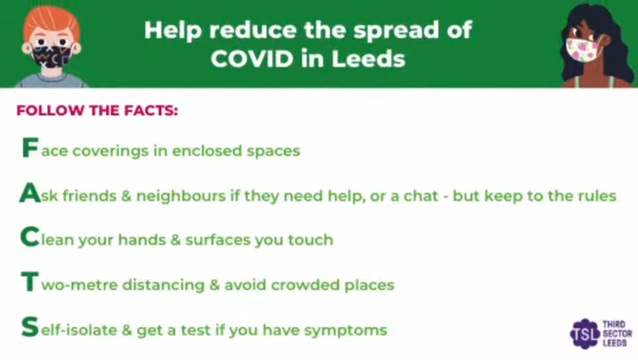 Help reduce the spread of
COVID in Leeds
FOLLOW THE FACTS:
Face coverings in enclosed spaces
Ask friends & neighbours if they need help, or a chat - but keep to the rules
Clean your hands & surfaces you touch
Two-metre distancing & avoid crowded places
Self-isolate & get a test if you have symptoms
TSL
THIRD
SECTOR
LEEDS